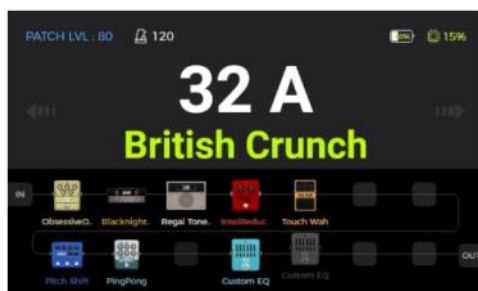 PATCH LVL : 80 120 15%
32 A
British Crunch
IN
ObsessiveD.. Blacknight.. Regal Tone.. IntelliReduc.. Touch Wah
OUT
Pitch Shift PingPong Custom EQ Custom EQ